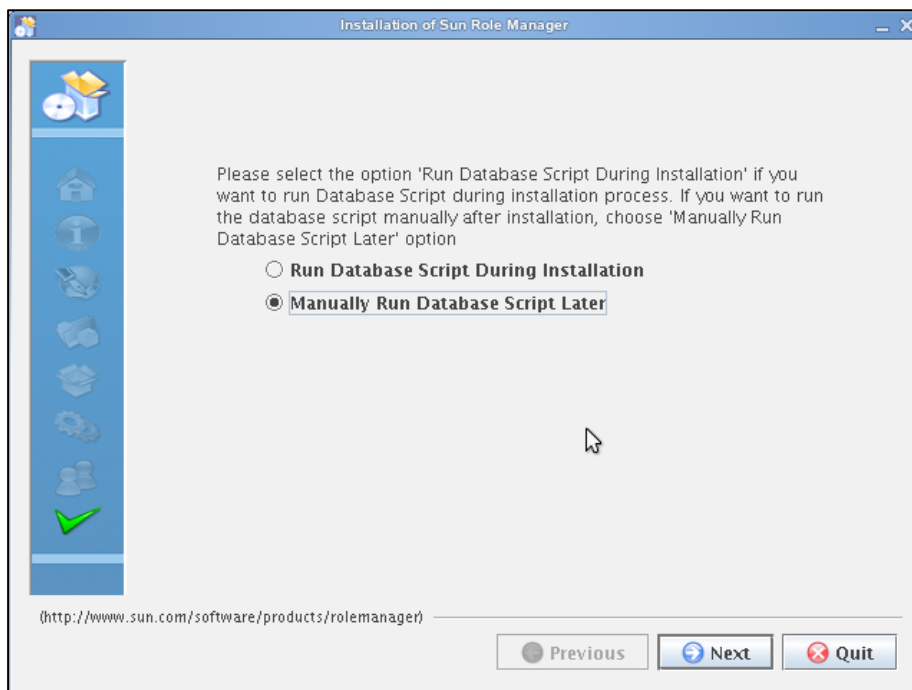 Installation of Sun Role Manager
Please select the option 'Run Database Script During Installation' if you
want to run Database Script during installation process. If you want to run
the database script manually after installation, choose 'Manually Run
Database Script Later' option
Run Database Script During Installation
Manually Run Database Script Later
(http://www.sun.com/software/products/rolemanager)
Previous
Next
Quit